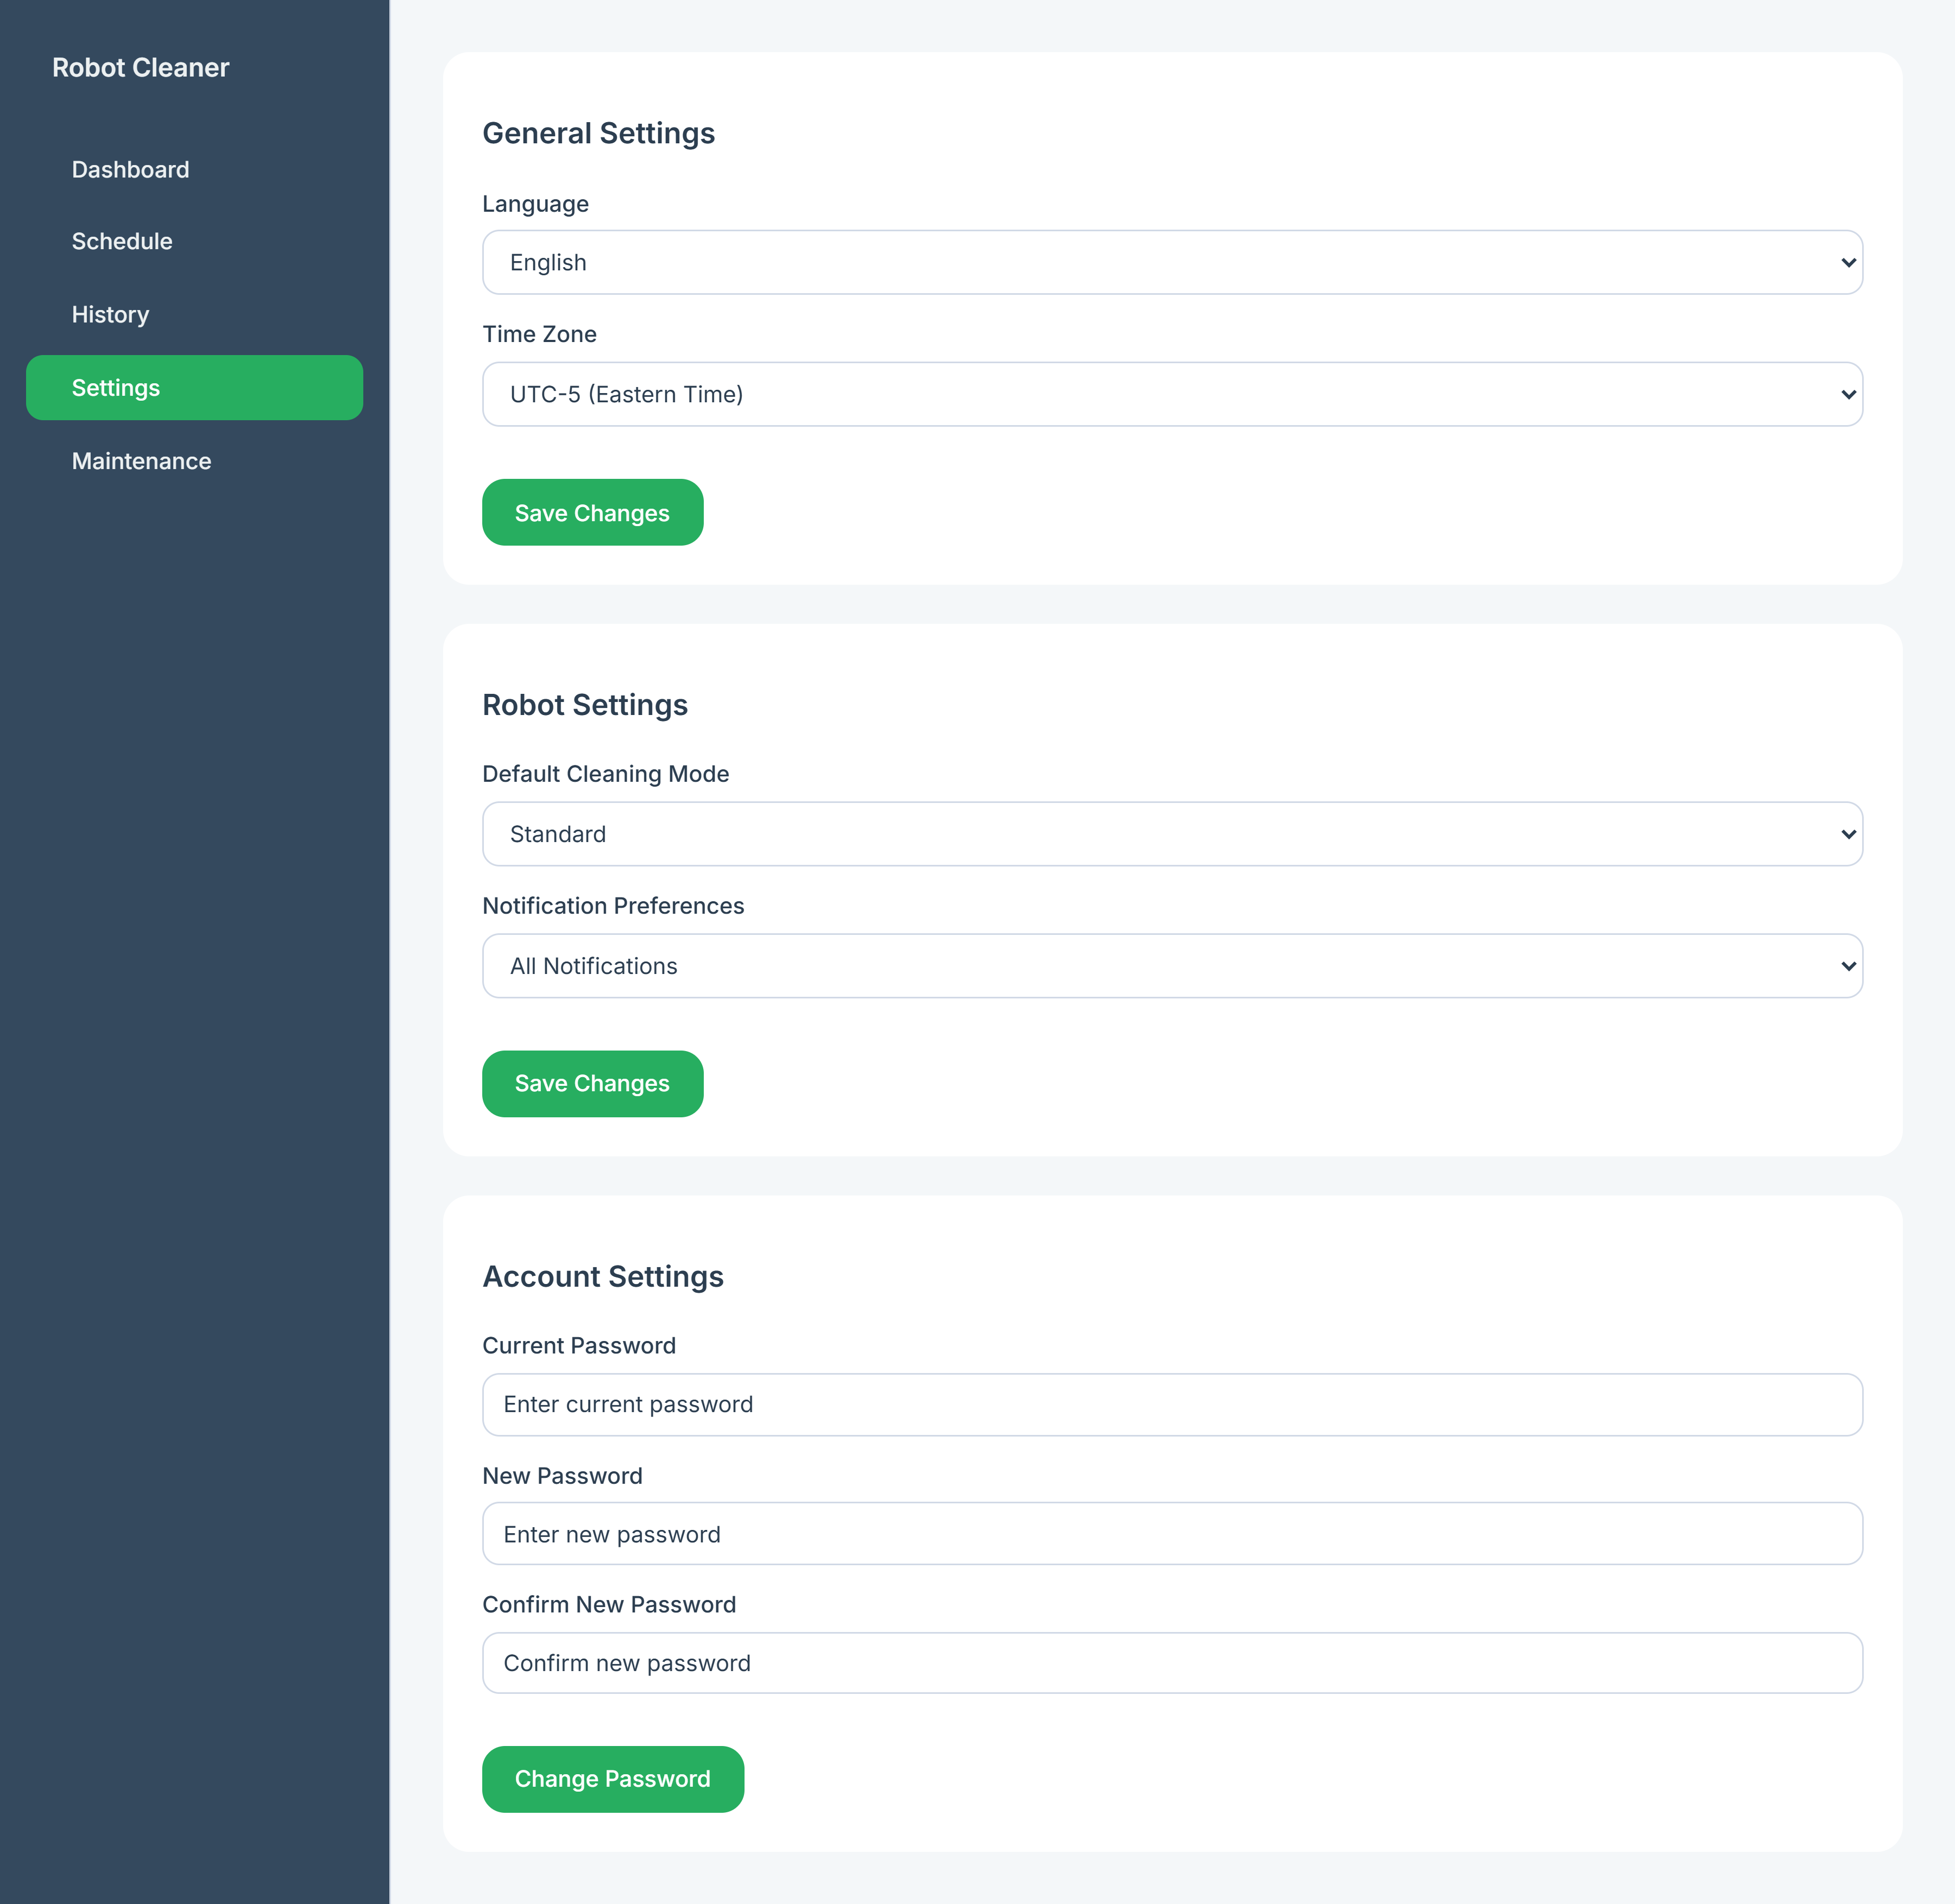 Robot Cleaner
Dashboard
Schedule
History
Settings
Maintenance
General Settings
Language
English
Time Zone
UTC-5 (Eastern Time)
Save Changes
Robot Settings
Default Cleaning Mode
Standard
Notification Preferences
All Notifications
Save Changes
Account Settings
Current Password
Enter current password
New Password
Enter new password
Confirm New Password
Confirm new password
Change Password